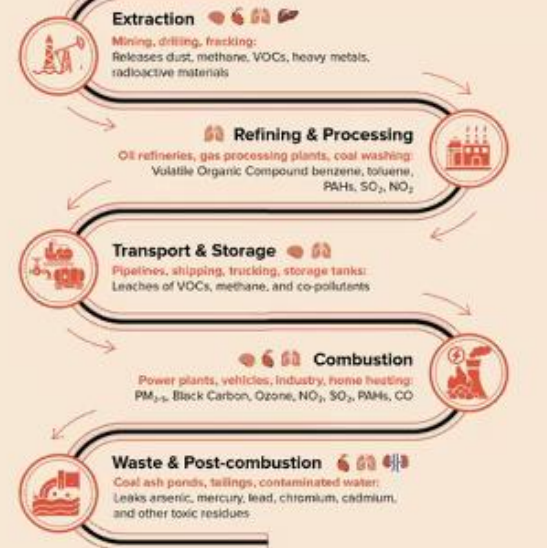 Extraction
Mining, drilling, fracking:
Releases dust, methane, VOCs, heavy metals,
radioactive materials
Refining & Processing
Oil refineries, gas processing plants, coal washing:
Volatile Organic Compound benzene, toluene,
PAHs, SO₂, NO₂
Transport & Storage
Pipelines, shipping, trucking, storage tanks:
Leaches of VOCs, methane, and co-pollutants
Combustion
Power plants, vehicles, industry, home heating:
PM₂.₅, Black Carbon, Ozone, NO₂, SO₂, PAHs, CO
Waste & Post-combustion
Coal ash ponds, tailings, contaminated water:
Leaks arsenic, mercury, lead, chromium, cadmium,
and other toxic residues